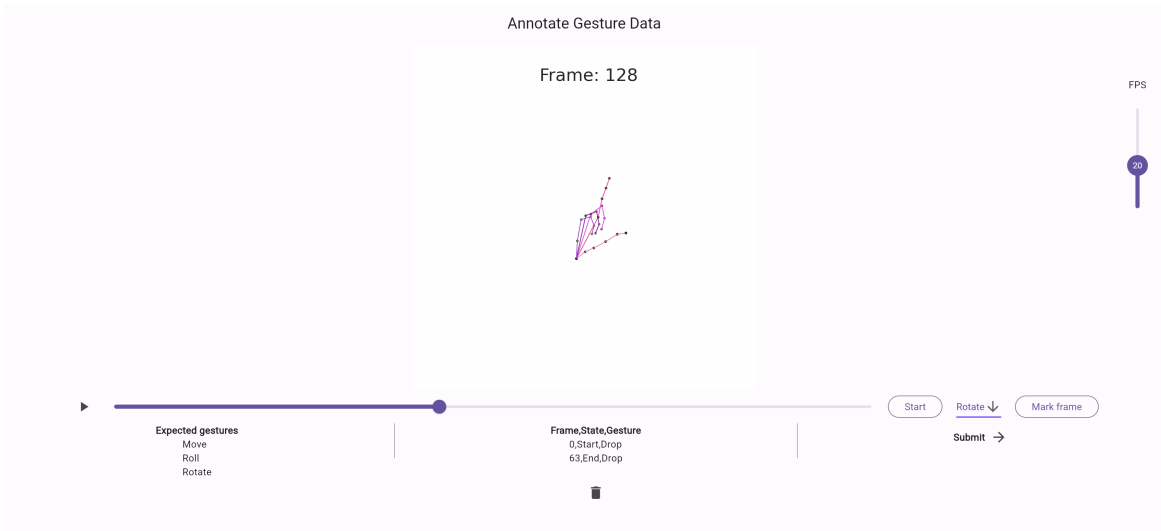 Annotate Gesture Data
Frame: 128
FPS
20
Start
Rotate
Mark frame
Expected gestures
Move
Roll
Rotate
Frame,State,Gesture
0,Start,Drop
63,End,Drop
Submit